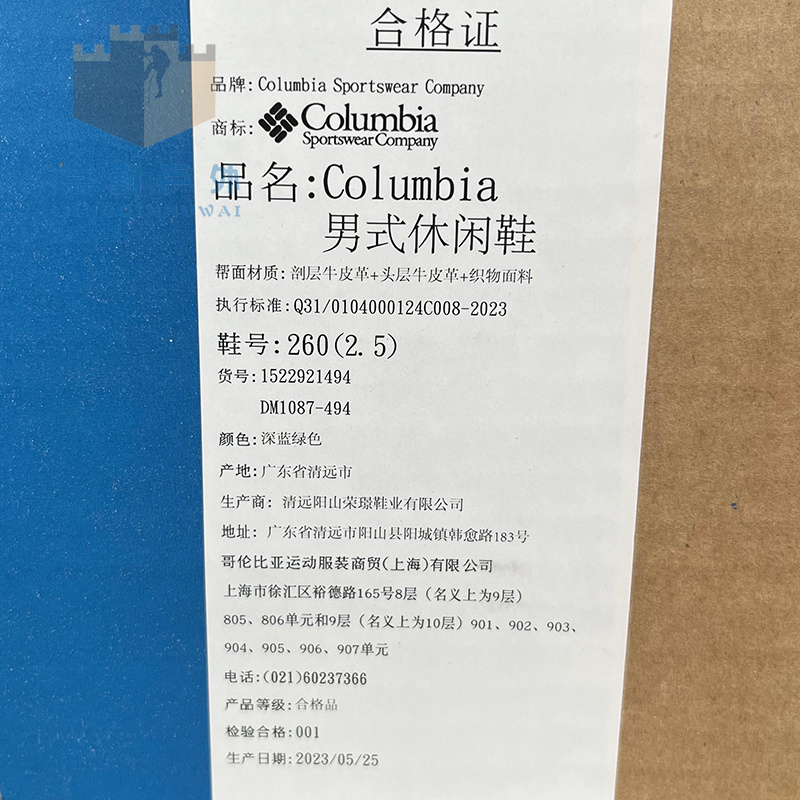 合格证
品牌:Columbia Sportswear Company
商标:Columbia
Sportswear Company
品名:Columbia
WAI
男式休闲鞋
帮面材质:剖层牛皮革+头层牛皮革+织物面料
执行标准:Q31/0104000124C008-2023
鞋号:260(2.5)
货号:1522921494
DM1087-494
颜色:深蓝绿色
产地:广东省清远市
生产商: 清远阳山荣璟鞋业有限公司
地址: 广东省清远市阳山县阳城镇韩愈路183号
哥伦比亚运动服装商贸(上海)有限公司
上海市徐汇区裕德路165号8层(名义上为9层)
805、806单元和9层(名义上为10层)901、902、903、
904、905、906、907单元
电话:(021)60237366
产品等级:合格品
检验合格:001
生产日期:2023/05/25